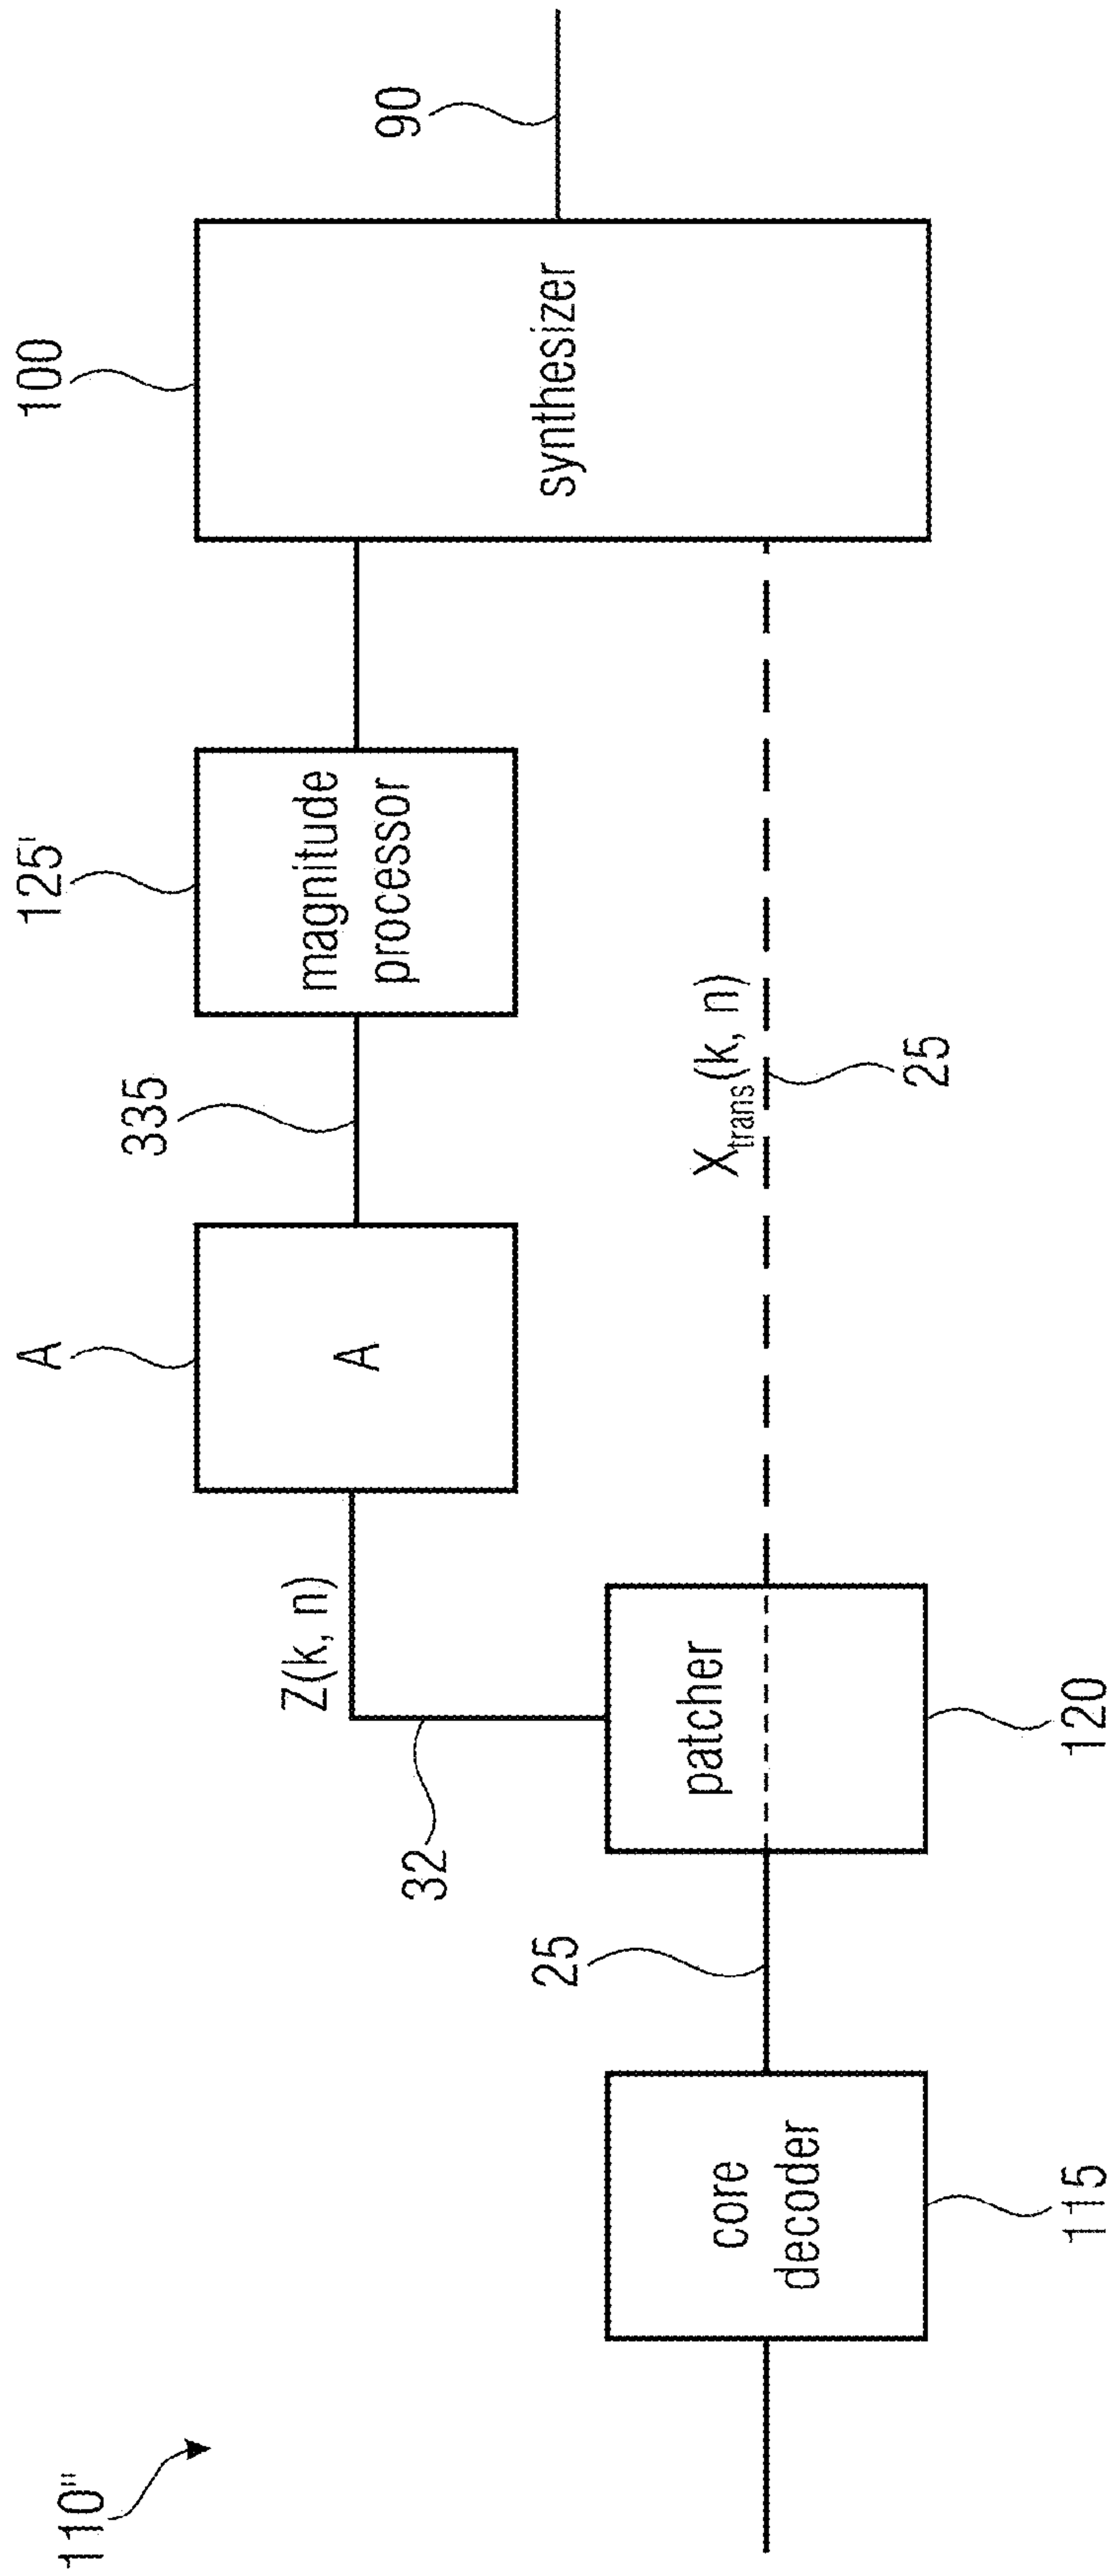 110"
A
125'
100
335
90
Z(k, n)
A
magnitude
processor
synthesizer
32
25
X_trans(k, n)
25
core
decoder
patcher
115
120